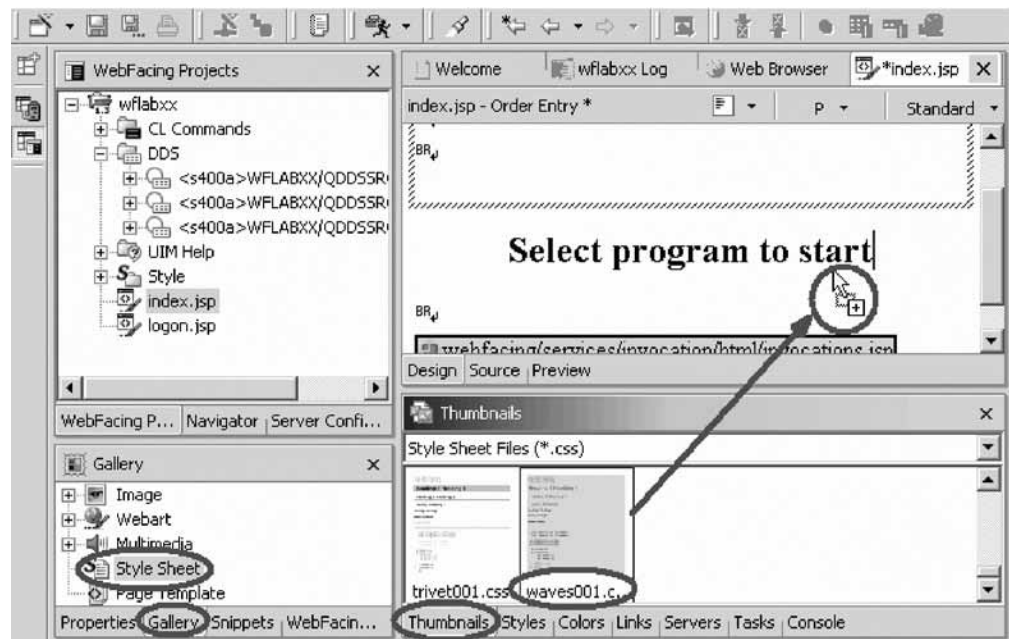 WebFacing Projects
wflabxx
CL Commands
DDS
<s400a>WFLABXX/QDDSSR
<s400a>WFLABXX/QDDSSR
<s400a>WFLABXX/QDDSSR
UIM Help
Style
index.jsp
logon.jsp
WebFacing P... Navigator Server Confi...
Welcome wflabxx Log Web Browser *index.jsp
index.jsp - Order Entry * P Standard
BR
Select program to start
BR
webfacing/services/invocation/html/invocations.jsp
Design Source Preview
Gallery
Image
Webart
Multimedia
Style Sheet
Page Template
Properties Gallery Snippets WebFacin...
Thumbnails
Style Sheet Files (*.css)
trivet001.css waves001.c...
Thumbnails Styles Colors Links Servers Tasks Console